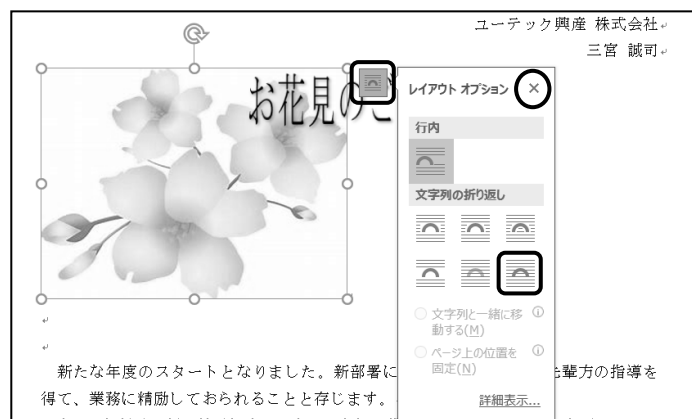 ユーテック興産 株式会社
三宮 誠司
お花見のご
レイアウト オプション
行内
文字列の折り返し
文字列と一緒に移動する(M)
ページ上の位置を固定(N)
詳細表示...
新たな年度のスタートとなりました。新部署に
輩方の指導を
得て、業務に精励しておられることと存じます。